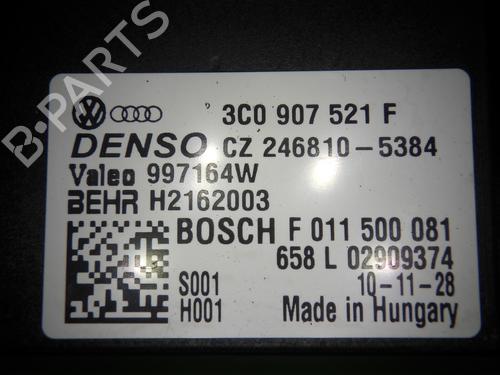 3C0 907 521 F
DENSO CZ 246810-5384
Valeo 997164W
BEHR H2162003
BOSCH F 011 500 081
658 L 02909374
S001 10-11-28
H001 Made in Hungary
B-PARTS